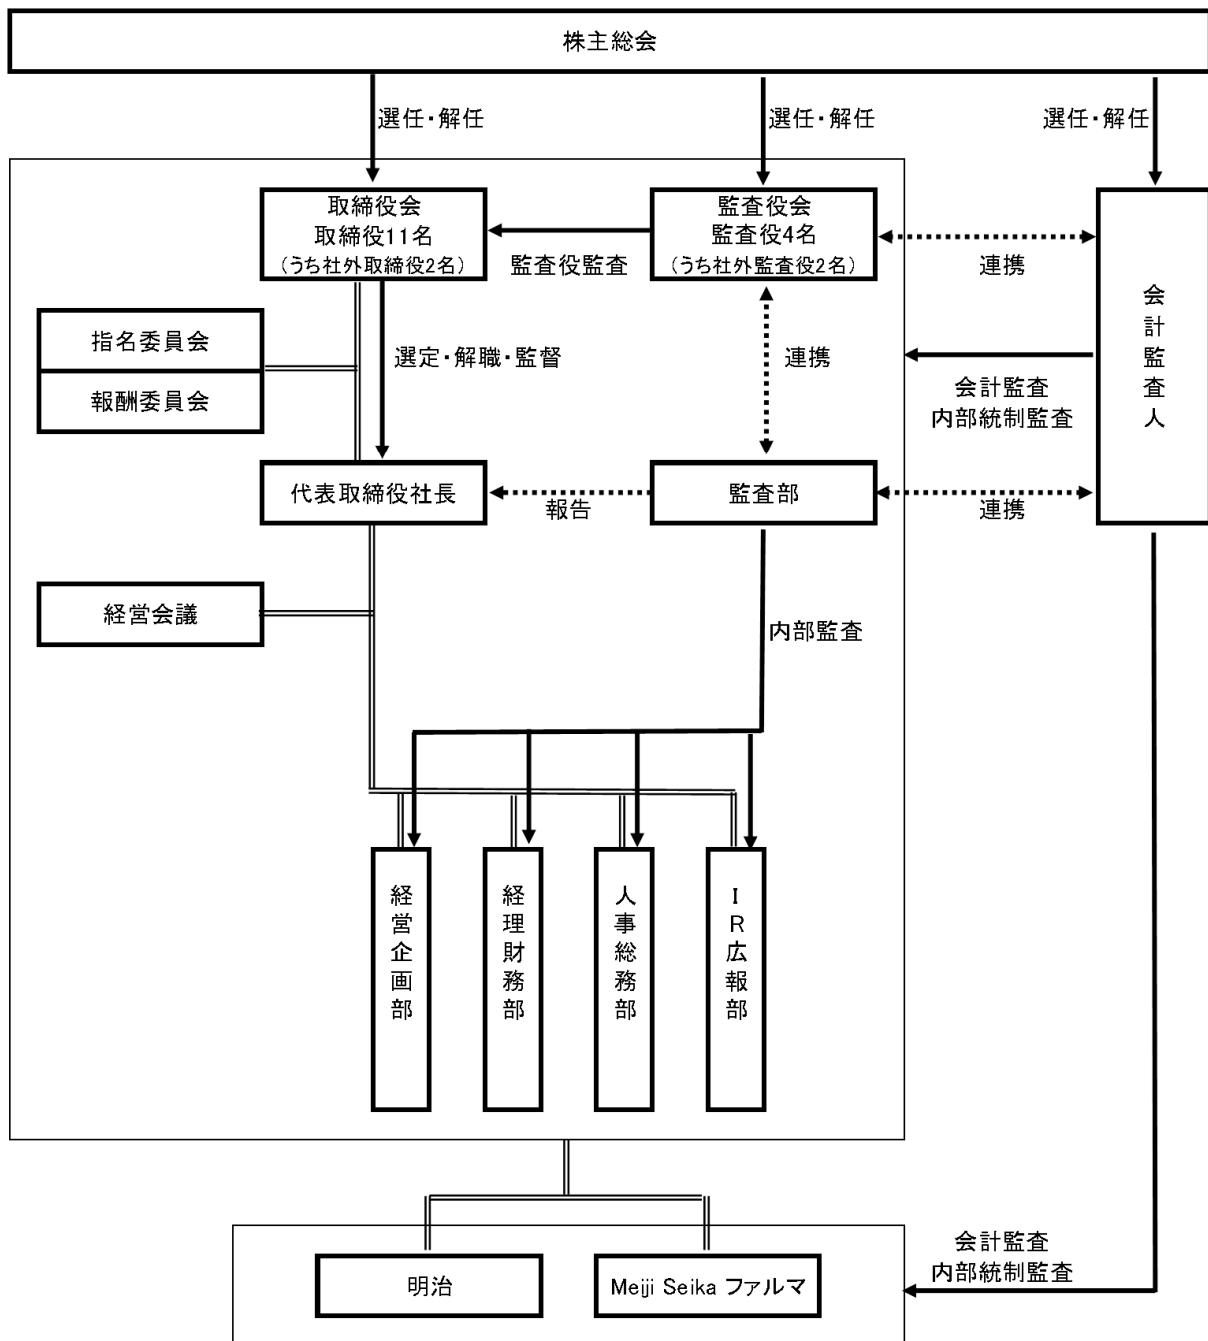 株主総会
選任・解任
選任・解任
選任・解任
取締役会
取締役11名
(うち社外取締役2名)
監査役監査
監査役会
監査役4名
(うち社外監査役2名)
連携
会計監査人
指名委員会
報酬委員会
選定・解職・監督
連携
会計監査
内部統制監査
代表取締役社長
報告
監査部
連携
経営会議
内部監査
経営企画部
経理財務部
人事総務部
IR広報部
明治
Meiji Seika ファルマ
会計監査
内部統制監査